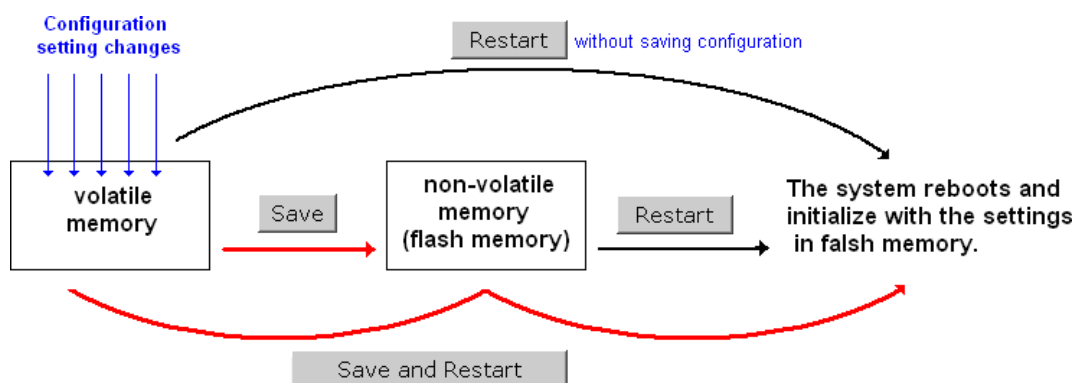 Configuration
setting changes
Restart without saving configuration
volatile
memory
Save
non-volatile
memory
(flash memory)
Restart
The system reboots and
initialize with the settings
in falsh memory.
Save and Restart